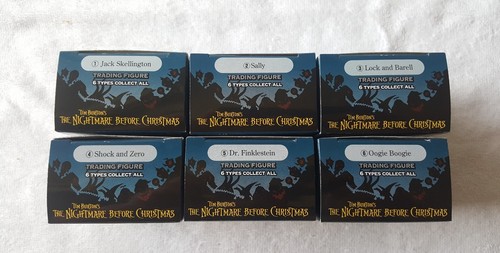 ① Jack Skellington
TRADING FIGURE
6 TYPES COLLECT ALL
TIM BURTON'S
THE NIGHTMARE BEFORE CHRISTMAS
② Sally
TRADING FIGURE
6 TYPES COLLECT ALL
TIM BURTON'S
THE NIGHTMARE BEFORE CHRISTMAS
③ Lock and Barell
TRADING FIGURE
6 TYPES COLLECT ALL
TIM BURTON'S
THE NIGHTMARE BEFORE CHRISTMAS
④ Shock and Zero
TRADING FIGURE
6 TYPES COLLECT ALL
TIM BURTON'S
THE NIGHTMARE BEFORE CHRISTMAS
⑤ Dr. Finklestein
TRADING FIGURE
6 TYPES COLLECT ALL
TIM BURTON'S
THE NIGHTMARE BEFORE CHRISTMAS
⑥ Oogie Boogie
TRADING FIGURE
6 TYPES COLLECT ALL
TIM BURTON'S
THE NIGHTMARE BEFORE CHRISTMAS